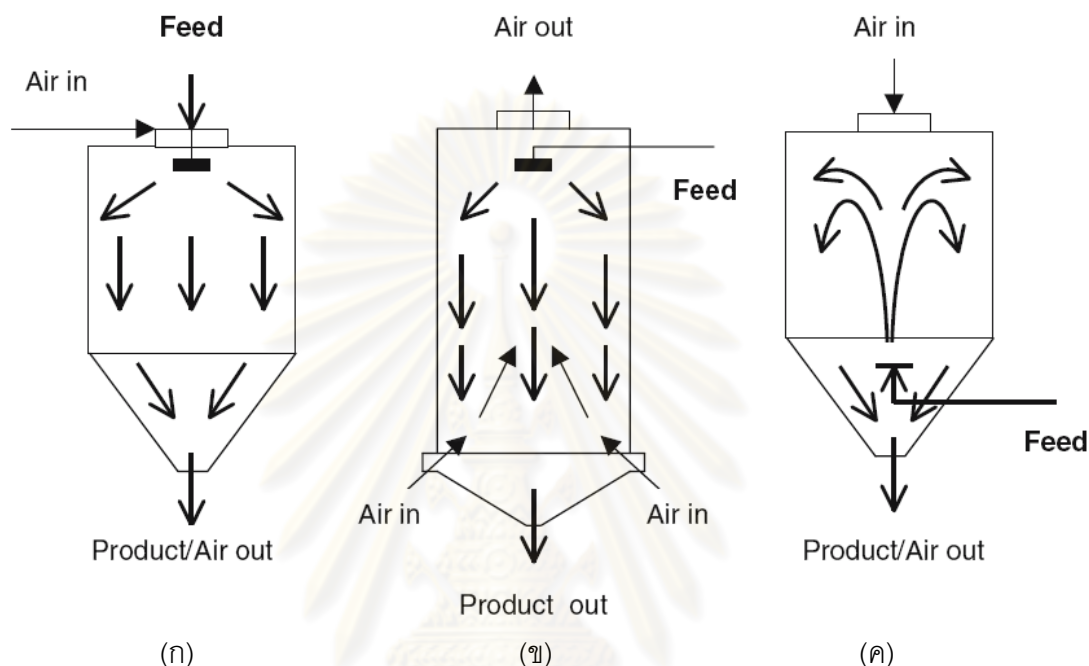 Feed
Air in
Product/Air out
(ก)
Air out
Feed
Air in
Air in
Product out
(ข)
Air in
Feed
Product/Air out
(ค)